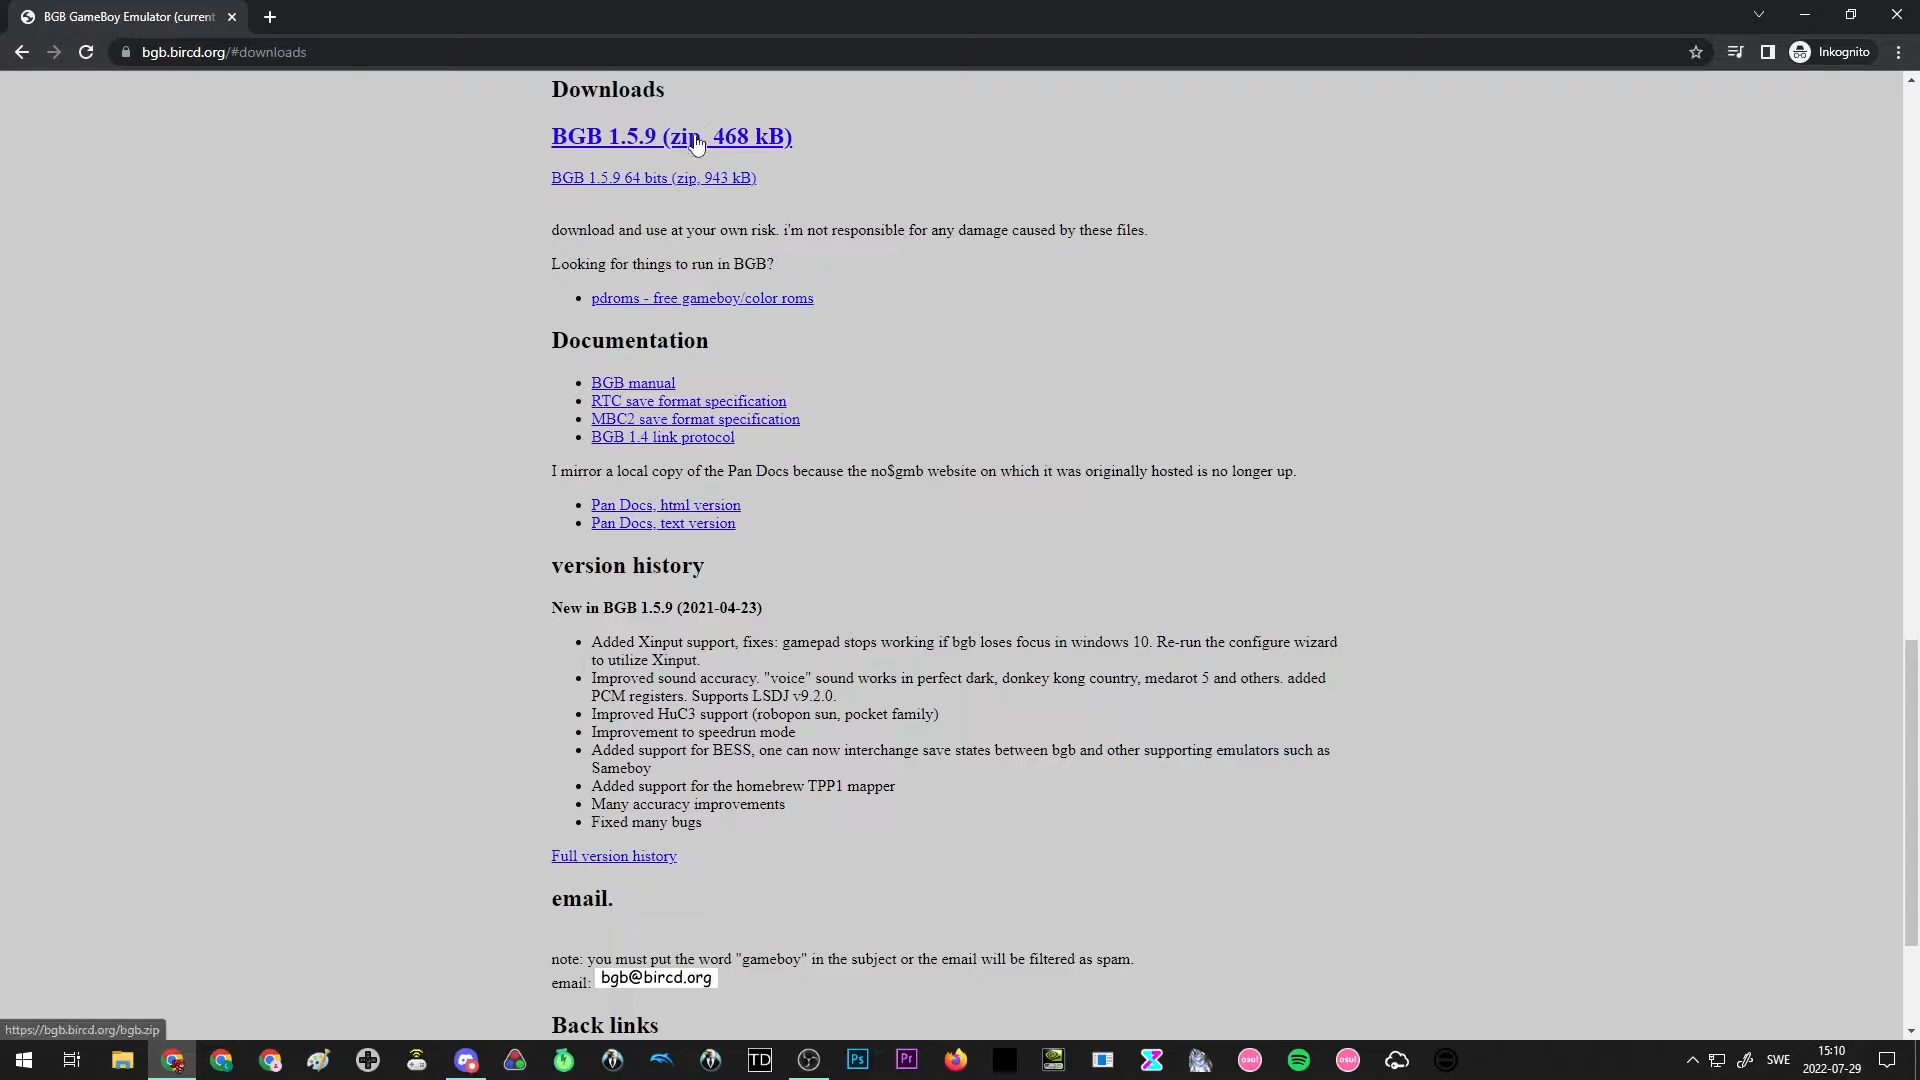 BGB GameBoy Emulator (current
bgb.bircd.org/#downloads
Inkognito
Downloads
BGB 1.5.9 (zip, 468 kB)
BGB 1.5.9 64 bits (zip, 943 kB)
download and use at your own risk. i'm not responsible for any damage caused by these files.
Looking for things to run in BGB?
pdroms - free gameboy/color roms
Documentation
BGB manual
RTC save format specification
MBC2 save format specification
BGB 1.4 link protocol
I mirror a local copy of the Pan Docs because the no$gmb website on which it was originally hosted is no longer up.
Pan Docs, html version
Pan Docs, text version
version history
New in BGB 1.5.9 (2021-04-23)
Added Xinput support, fixes: gamepad stops working if bgb loses focus in windows 10. Re-run the configure wizard
to utilize Xinput.
Improved sound accuracy. "voice" sound works in perfect dark, donkey kong country, medarot 5 and others. added
PCM registers. Supports LSDJ v9.2.0.
Improved HuC3 support (robopon sun, pocket family)
Improvement to speedrun mode
Added support for BESS, one can now interchange save states between bgb and other supporting emulators such as
Sameboy
Added support for the homebrew TPP1 mapper
Many accuracy improvements
Fixed many bugs
Full version history
email.
note: you must put the word "gameboy" in the subject or the email will be filtered as spam.
email: bgb@bircd.org
Back links
https://bgb.bircd.org/bgb.zip
TD
Ps
Pr
osu!
osu!
SWE
15:10
2022-07-29